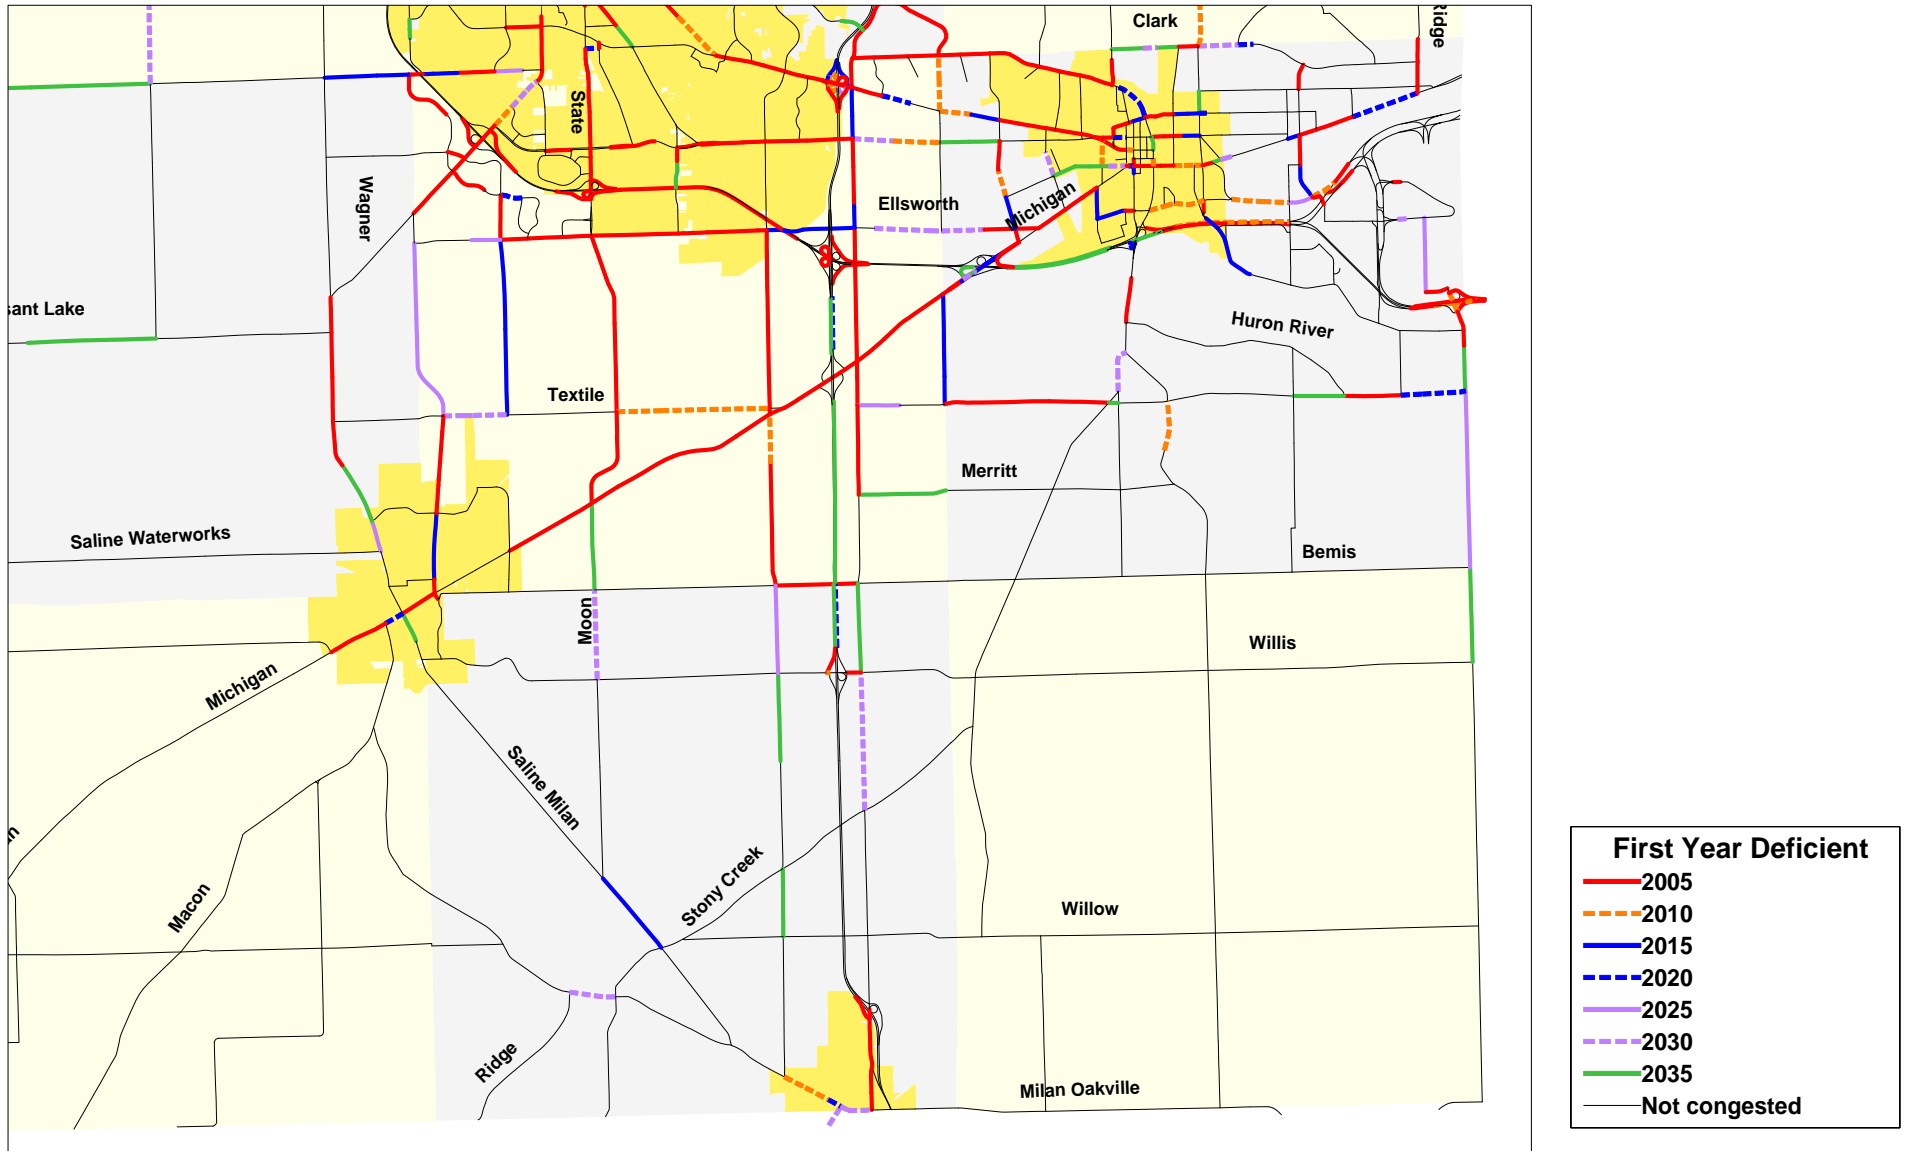 Clark
Ridge
State
Wagner
Ellsworth
Michigan
sant Lake
Huron River
Textile
Merritt
Saline Waterworks
Bemis
Moon
Willis
Michigan
Saline Milan
Stony Creek
Macon
Willow
Ridge
Milan Oakville
First Year Deficient
2005
2010
2015
2020
2025
2030
2035
Not congested